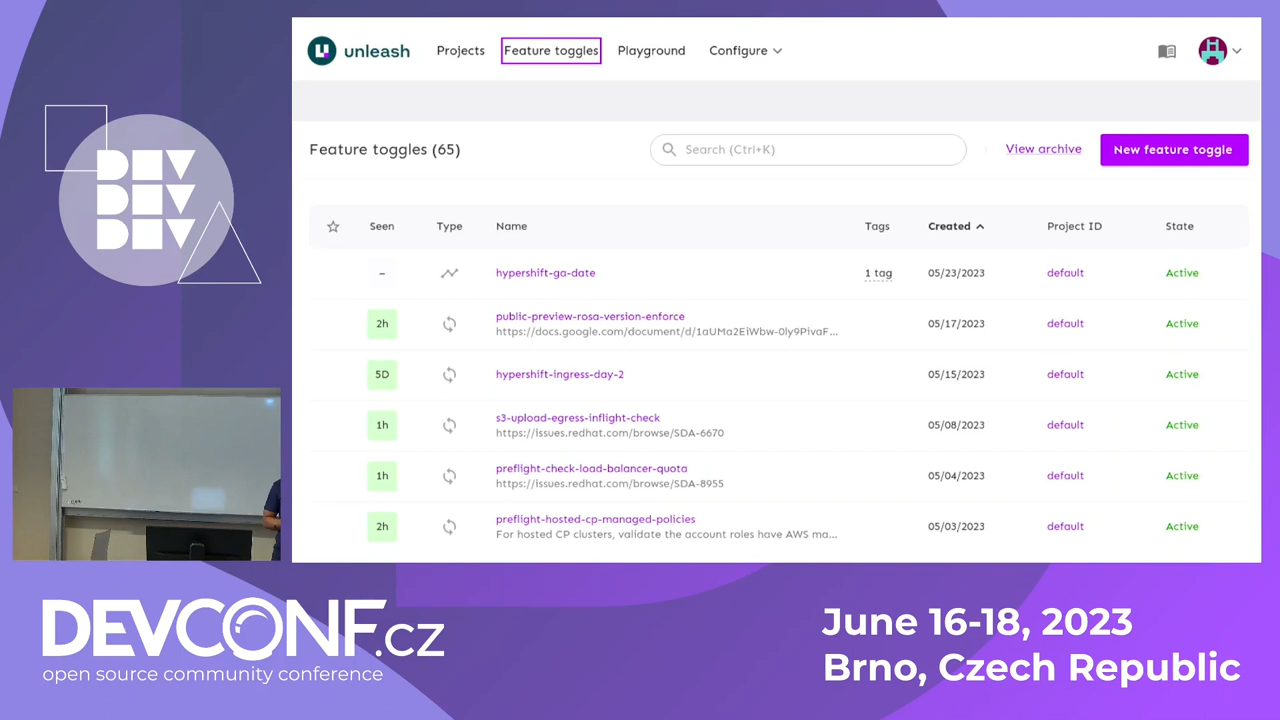 unleash Projects Feature toggles Playground Configure
Feature toggles (65) Search (Ctrl+K) View archive New feature toggle
Seen Type Name Tags Created Project ID State
– hypershift-ga-date 1 tag 05/23/2023 default Active
2h public-preview-rosa-version-enforce 05/17/2023 default Active
https://docs.google.com/document/d/1aUMa2EiWbw-0ly9PivaF...
5D hypershift-ingress-day-2 05/15/2023 default Active
1h s3-upload-egress-inflight-check 05/08/2023 default Active
https://issues.redhat.com/browse/SDA-6670
1h preflight-check-load-balancer-quota 05/04/2023 default Active
https://issues.redhat.com/browse/SDA-8955
2h preflight-hosted-cp-managed-policies 05/03/2023 default Active
For hosted CP clusters, validate the account roles have AWS ma...
DEV
DEV
DEV
DEVCONF.cz
open source community conference
June 16-18, 2023
Brno, Czech Republic